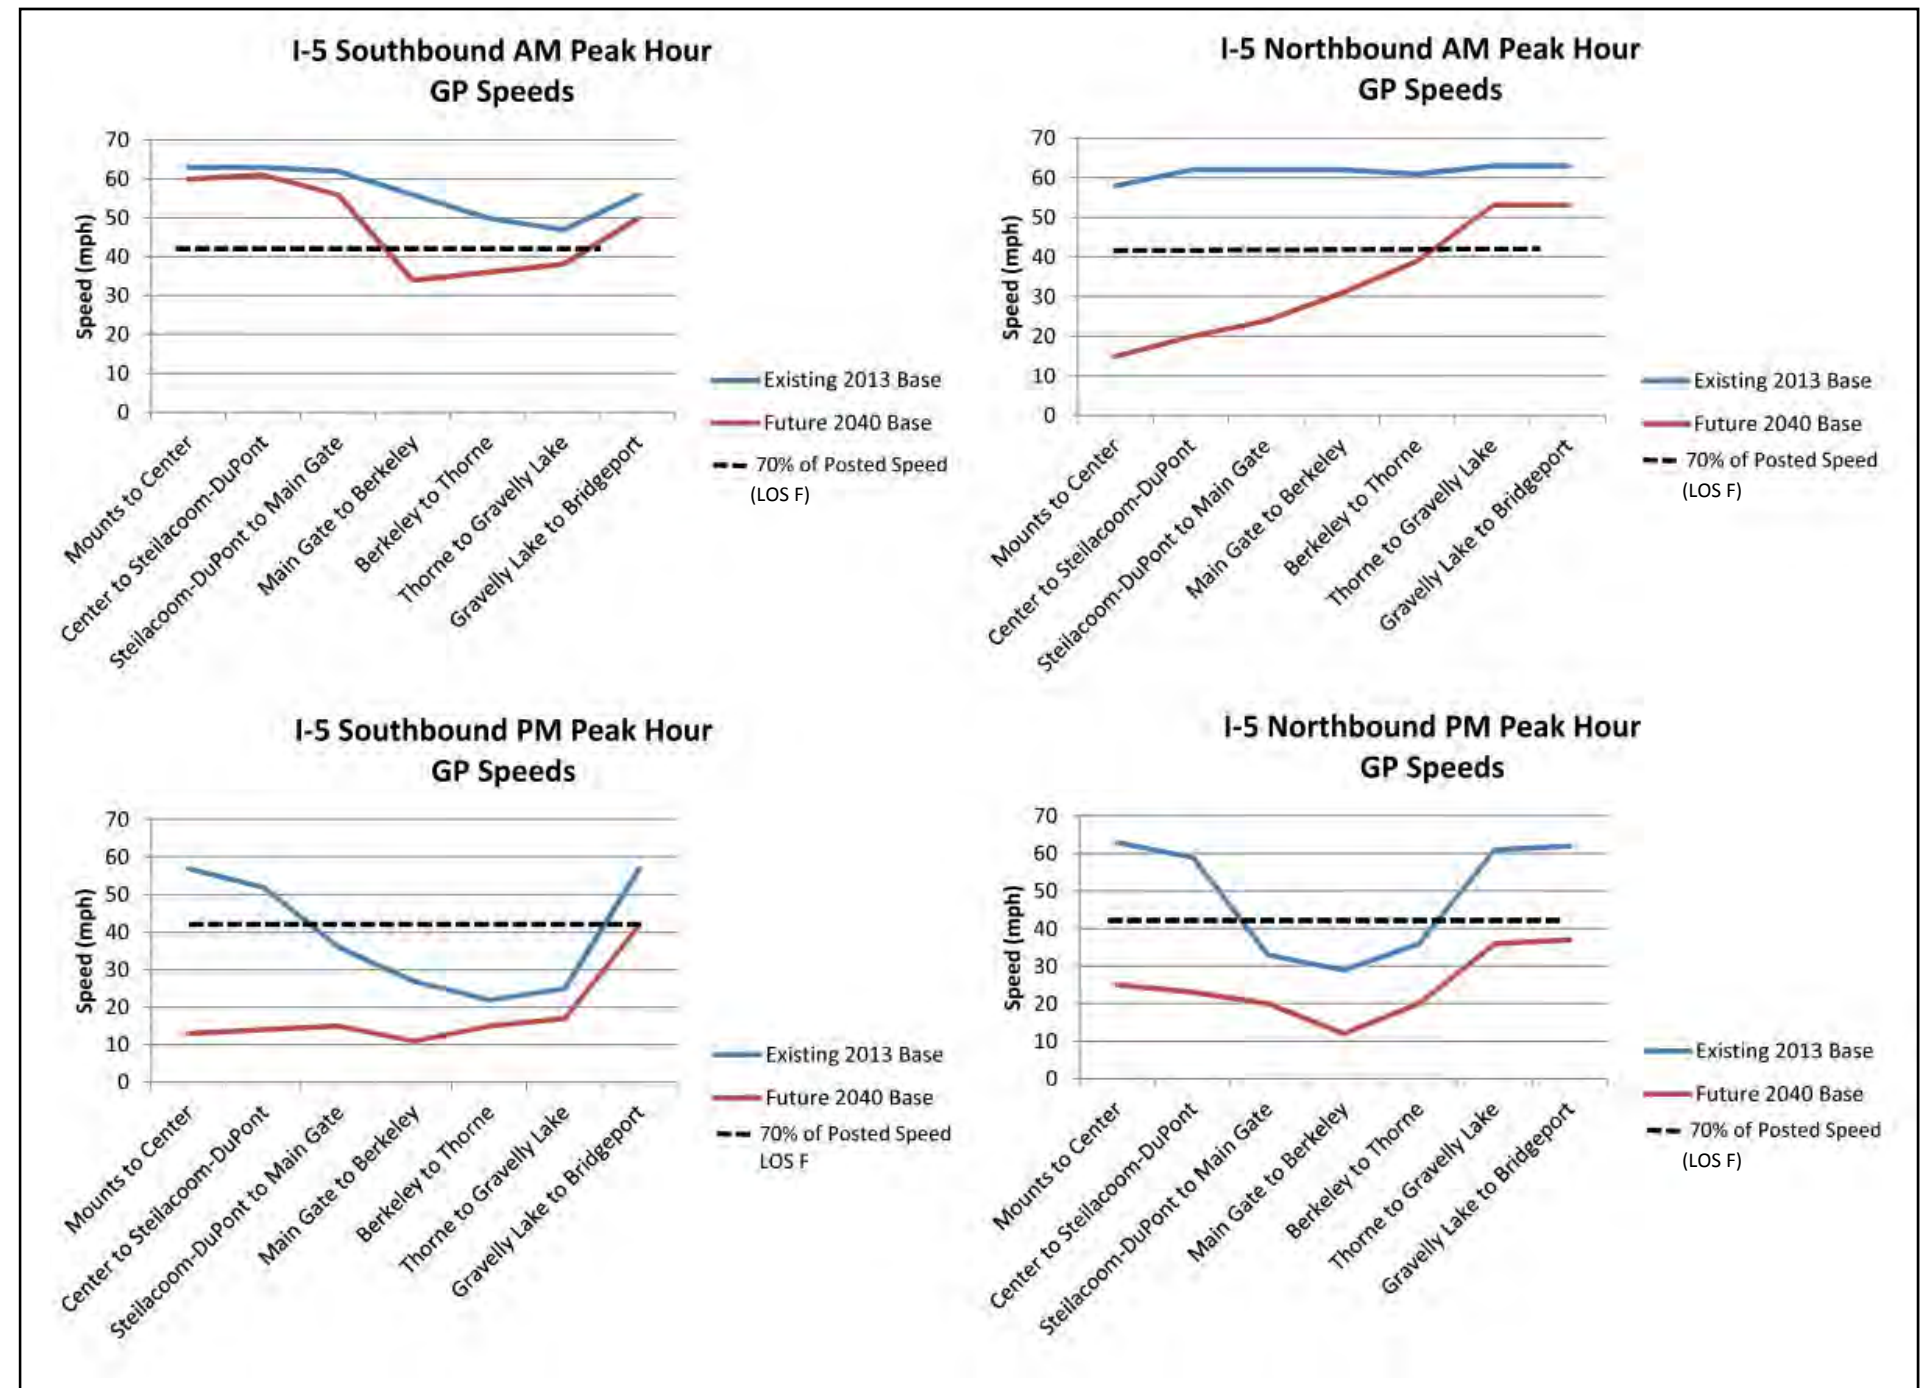 I-5 Southbound AM Peak Hour
GP Speeds
70
60
50
40
30
20
10
0
Speed (mph)
Mounts to Center
Center to Steilacoom-DuPont
Steilacoom-DuPont to Main Gate
Main Gate to Berkeley
Berkeley to Thorne
Thorne to Gravelly Lake
Gravelly Lake to Bridgeport
Existing 2013 Base
Future 2040 Base
70% of Posted Speed
(LOS F)
I-5 Northbound AM Peak Hour
GP Speeds
70
60
50
40
30
20
10
0
Speed (mph)
Mounts to Center
Center to Steilacoom-DuPont
Steilacoom-DuPont to Main Gate
Main Gate to Berkeley
Berkeley to Thorne
Thorne to Gravelly Lake
Gravelly Lake to Bridgeport
Existing 2013 Base
Future 2040 Base
70% of Posted Speed
(LOS F)
I-5 Southbound PM Peak Hour
GP Speeds
70
60
50
40
30
20
10
0
Speed (mph)
Mounts to Center
Center to Steilacoom-DuPont
Steilacoom-DuPont to Main Gate
Main Gate to Berkeley
Berkeley to Thorne
Thorne to Gravelly Lake
Gravelly Lake to Bridgeport
Existing 2013 Base
Future 2040 Base
70% of Posted Speed
LOS F
I-5 Northbound PM Peak Hour
GP Speeds
70
60
50
40
30
20
10
0
Speed (mph)
Mounts to Center
Center to Steilacoom-DuPont
Steilacoom-DuPont to Main Gate
Main Gate to Berkeley
Berkeley to Thorne
Thorne to Gravelly Lake
Gravelly Lake to Bridgeport
Existing 2013 Base
Future 2040 Base
70% of Posted Speed
(LOS F)